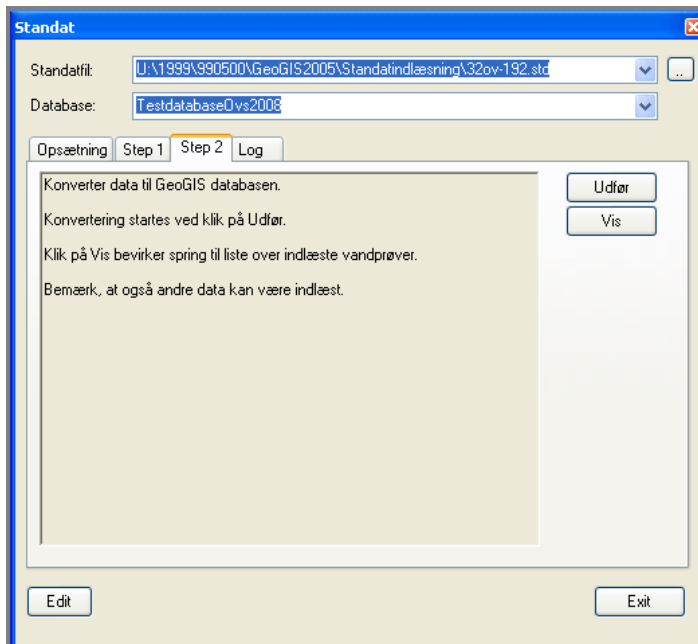 Standat
Standatfil: U:\1999\990500\GeoGIS2005\Standatindlæsning\32ov-192.std ..
Database: TestdatabaseOvs2008
Opsætning Step 1 Step 2 Log
Konverter data til GeoGIS databasen. Udfør
Konvertering startes ved klik på Udfør. Vis
Klik på Vis bevirker spring til liste over indlæste vandprøver.
Bemærk, at også andre data kan være indlæst.
Edit Exit